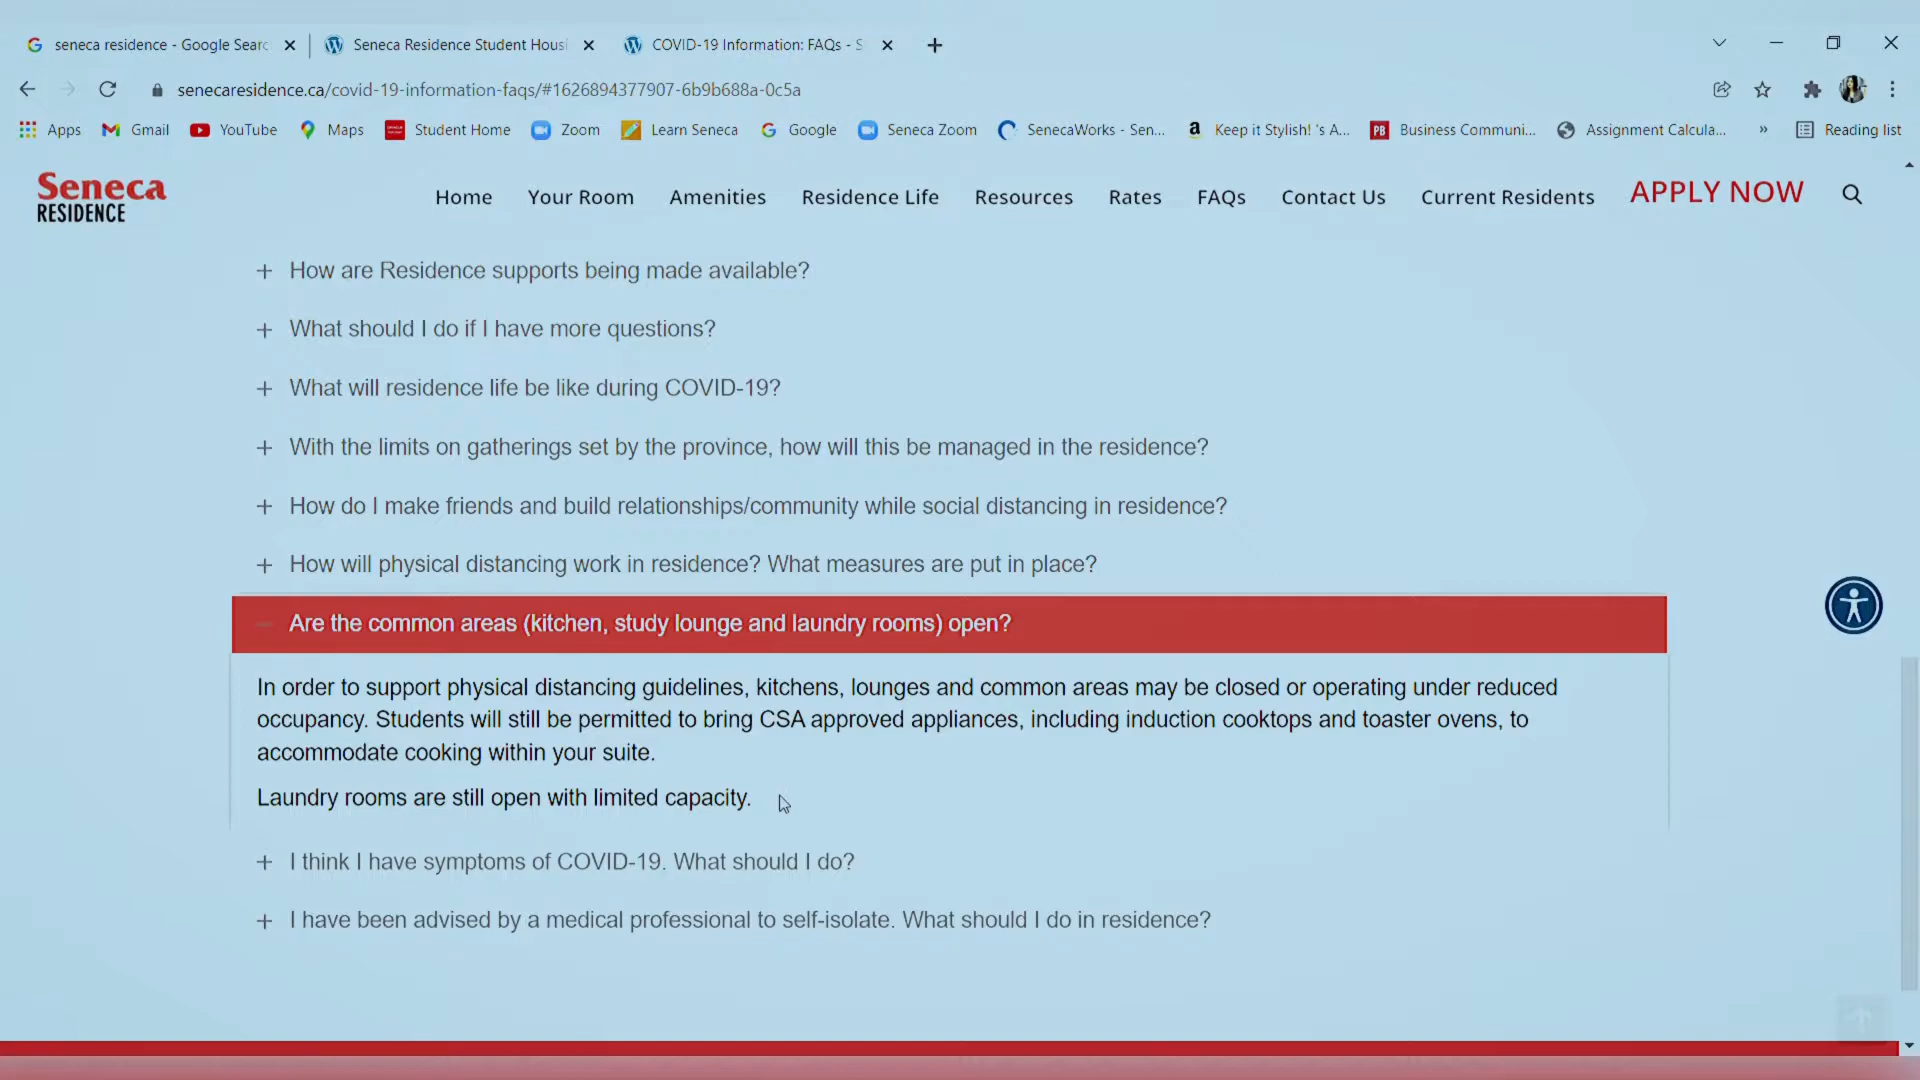 seneca residence - Google Searc
Seneca Residence Student Housi
COVID-19 Information: FAQs - S
senecaresidence.ca/covid-19-information-faqs/#1626894377907-6b9b688a-0c5a
Apps Gmail YouTube Maps Student Home Zoom Learn Seneca Google Seneca Zoom SenecaWorks - Sen... Keep it Stylish! 's A... Business Communi... Assignment Calcula... » Reading list
Seneca
RESIDENCE
Home Your Room Amenities Residence Life Resources Rates FAQs Contact Us Current Residents APPLY NOW
+ How are Residence supports being made available?
+ What should I do if I have more questions?
+ What will residence life be like during COVID-19?
+ With the limits on gatherings set by the province, how will this be managed in the residence?
+ How do I make friends and build relationships/community while social distancing in residence?
+ How will physical distancing work in residence? What measures are put in place?
Are the common areas (kitchen, study lounge and laundry rooms) open?
In order to support physical distancing guidelines, kitchens, lounges and common areas may be closed or operating under reduced
occupancy. Students will still be permitted to bring CSA approved appliances, including induction cooktops and toaster ovens, to
accommodate cooking within your suite.
Laundry rooms are still open with limited capacity.
+ I think I have symptoms of COVID-19. What should I do?
+ I have been advised by a medical professional to self-isolate. What should I do in residence?